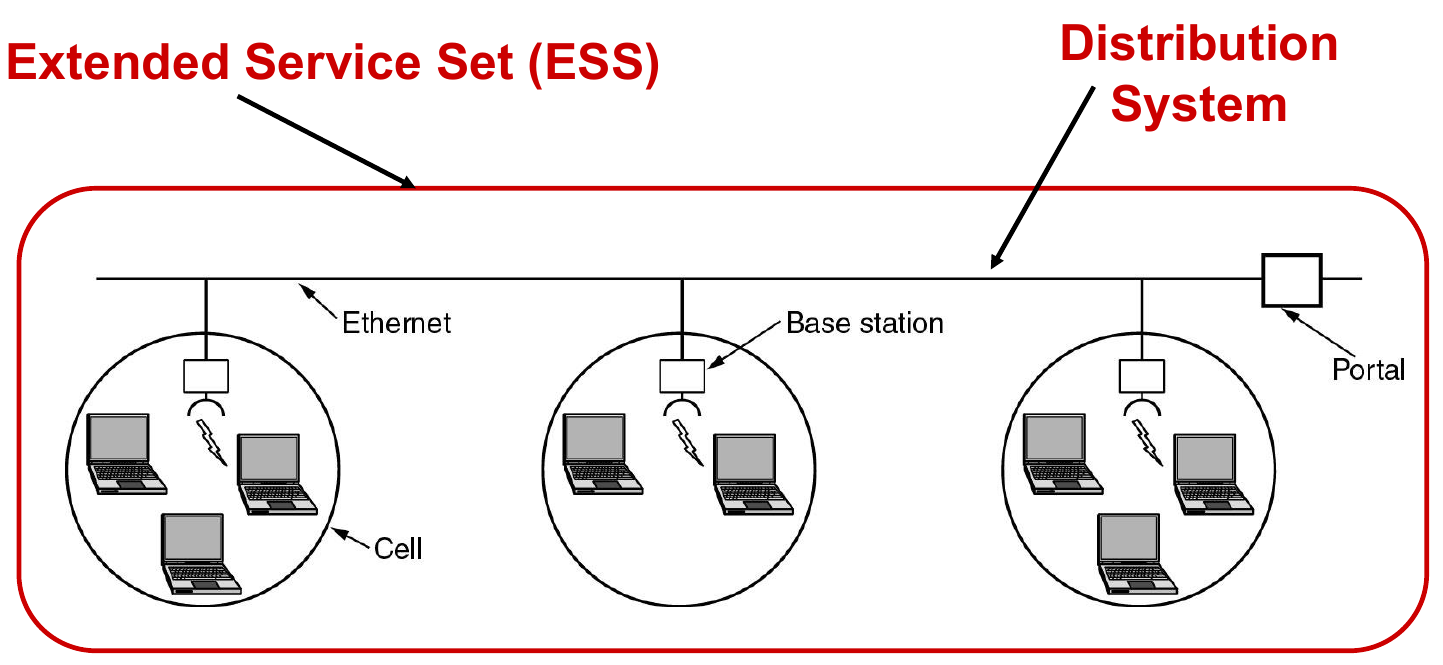 Extended Service Set (ESS)
Distribution
System
Ethernet
Base station
Portal
Cell